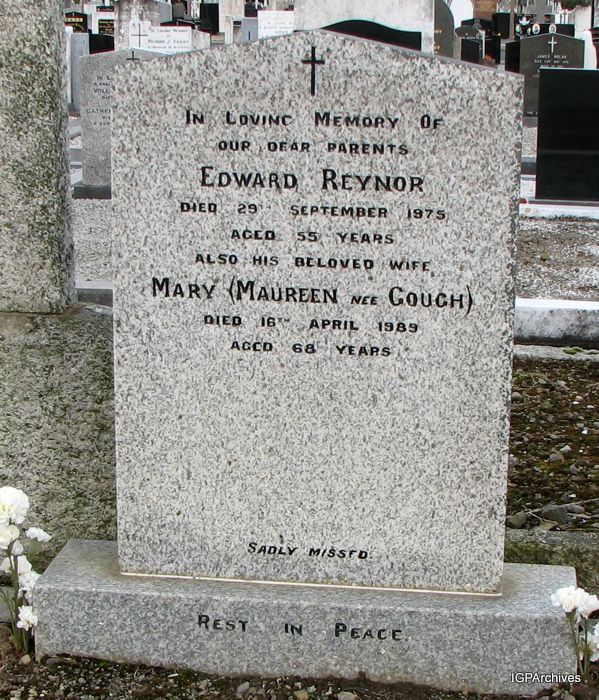 In Loving Memory Of
our dear parents
Edward Reynor
died 29th September 1975
aged 55 years
also his beloved wife
Mary (Maureen nee Gough)
died 16th April 1989
aged 68 years
Sadly missed.
Rest in Peace.
IGPArchives